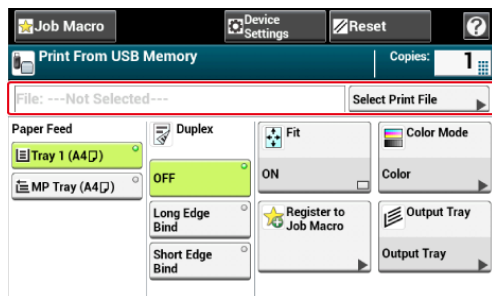 Job Macro
Device
Settings
Reset
?
Print From USB Memory
Copies:
1
File: ---Not Selected---
Select Print File
Paper Feed
Tray 1 (A4)
MP Tray (A4)
Duplex
OFF
Long Edge
Bind
Short Edge
Bind
Fit
ON
Color Mode
Color
Register to
Job Macro
Output Tray
Output Tray